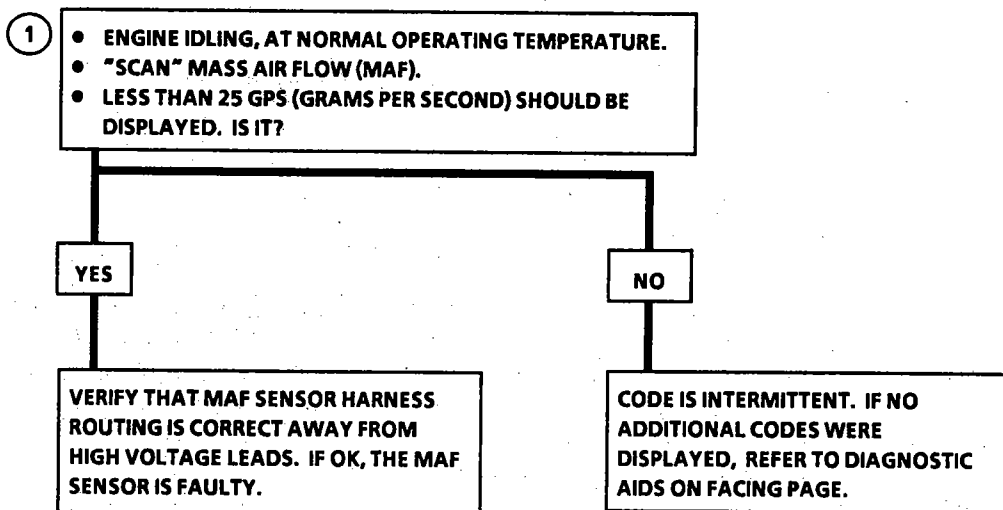 1
● ENGINE IDLING, AT NORMAL OPERATING TEMPERATURE.
● "SCAN" MASS AIR FLOW (MAF).
● LESS THAN 25 GPS (GRAMS PER SECOND) SHOULD BE
DISPLAYED. IS IT?
YES
NO
VERIFY THAT MAF SENSOR HARNESS
ROUTING IS CORRECT AWAY FROM
HIGH VOLTAGE LEADS. IF OK, THE MAF
SENSOR IS FAULTY.
CODE IS INTERMITTENT. IF NO
ADDITIONAL CODES WERE
DISPLAYED, REFER TO DIAGNOSTIC
AIDS ON FACING PAGE.